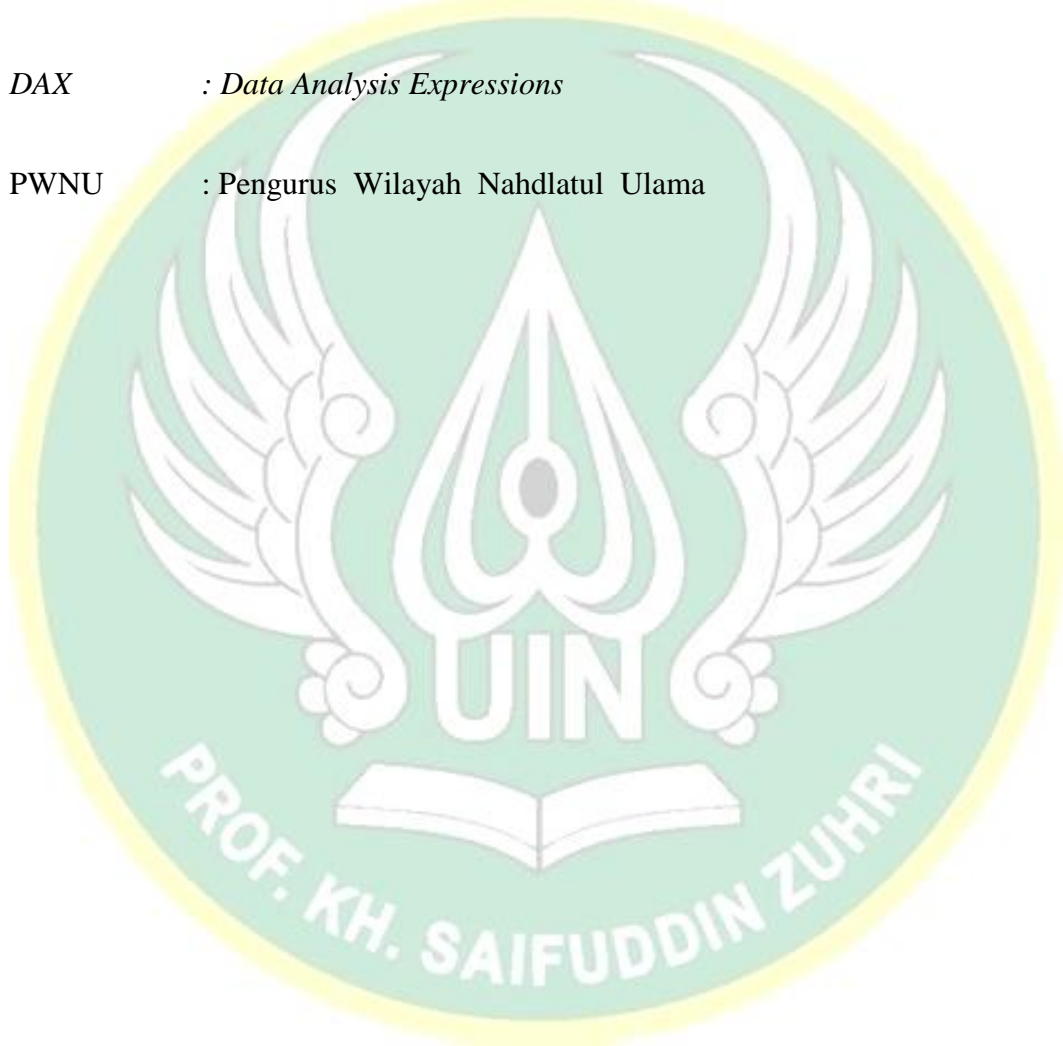 DAX : Data Analysis Expressions
PWNU : Pengurus Wilayah Nahdlatul Ulama
UIN
PROF. KH. SAIFUDDIN ZUHRI